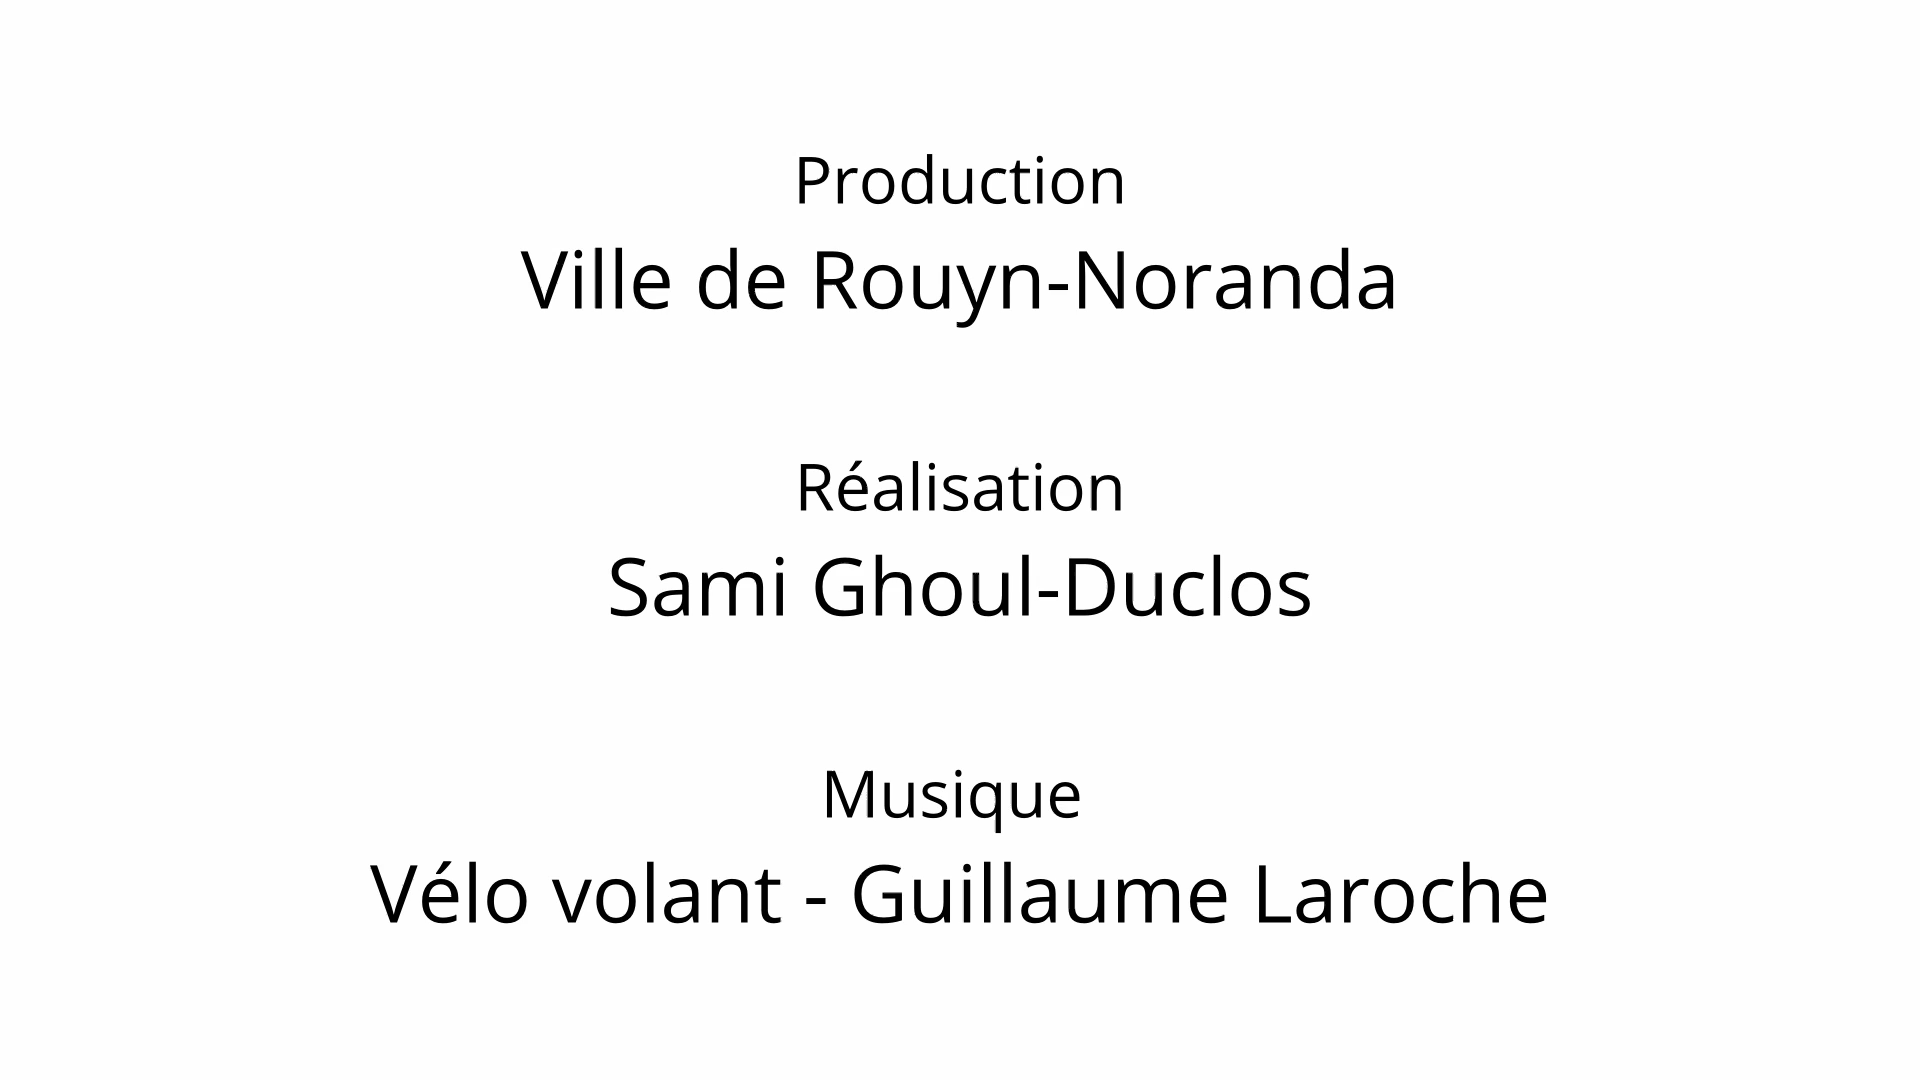 Production
Ville de Rouyn-Noranda
Réalisation
Sami Ghoul-Duclos
Musique
Vélo volant - Guillaume Laroche